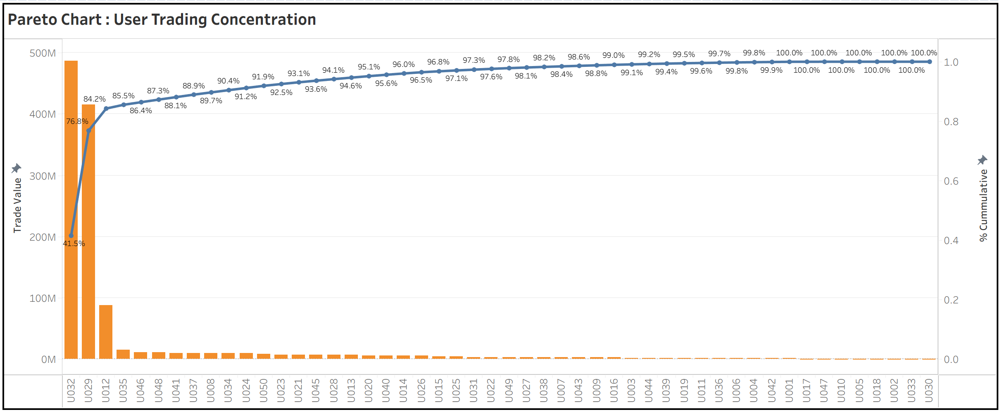 Pareto Chart : User Trading Concentration
500M
400M
300M
200M
100M
0M
Trade Value
41.5%
76.8%
84.2%
85.5%
86.4%
87.3%
88.1%
88.9%
89.7%
90.4%
91.2%
91.9%
92.5%
93.1%
93.6%
94.1%
94.6%
95.1%
95.6%
96.0%
96.5%
96.8%
97.1%
97.3%
97.6%
97.8%
98.1%
98.2%
98.4%
98.6%
98.8%
99.0%
99.1%
99.2%
99.4%
99.5%
99.6%
99.7%
99.8%
99.8%
99.9%
100.0%
100.0%
100.0%
100.0%
100.0%
100.0%
100.0%
100.0%
100.0%
1.0
0.8
0.6
0.4
0.2
0.0
% Cummulative
U032
U029
U012
U035
U046
U048
U041
U037
U008
U034
U024
U050
U023
U021
U045
U028
U013
U020
U040
U014
U026
U015
U025
U031
U022
U049
U027
U038
U007
U043
U009
U016
U003
U044
U039
U019
U011
U036
U006
U004
U042
U001
U017
U047
U010
U005
U018
U002
U033
U030